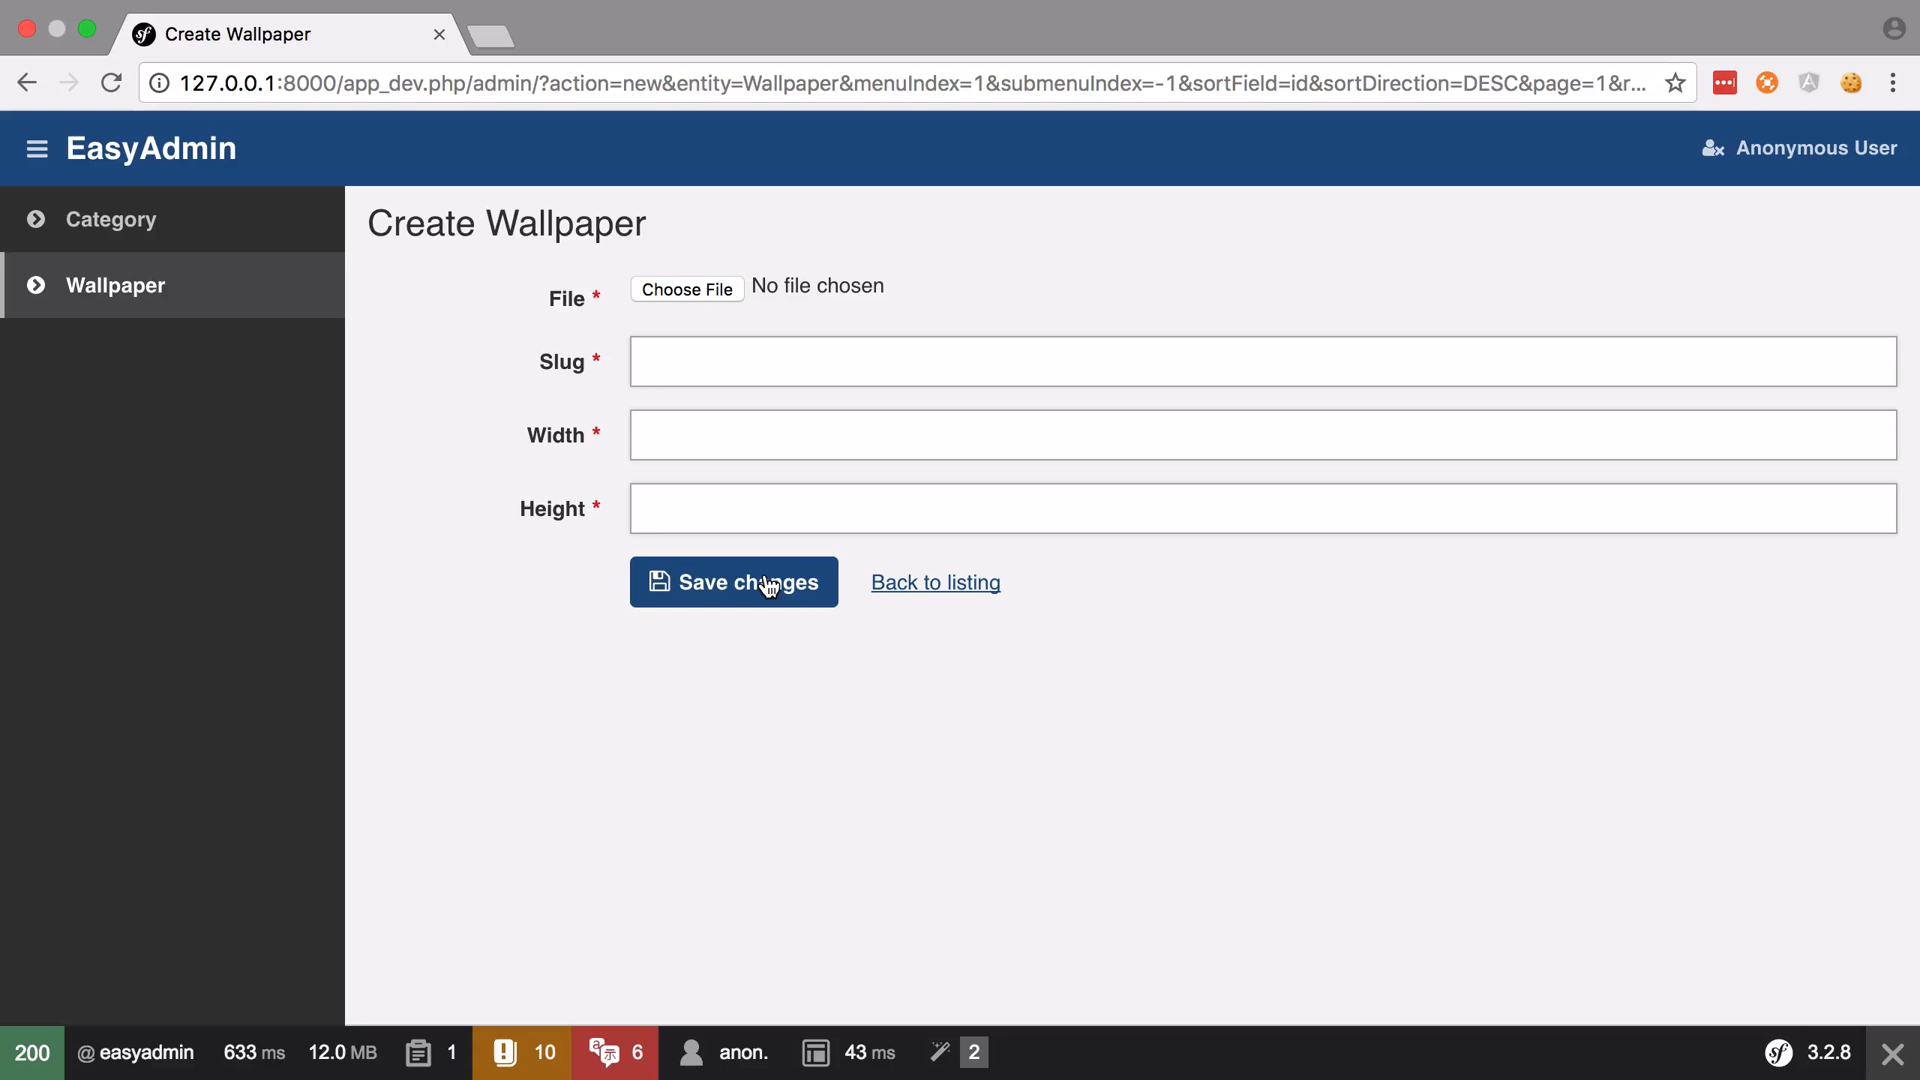 Create Wallpaper
127.0.0.1:8000/app_dev.php/admin/?action=new&entity=Wallpaper&menuIndex=1&submenuIndex=-1&sortField=id&sortDirection=DESC&page=1&r...
EasyAdmin
Anonymous User
Category
Wallpaper
Create Wallpaper
File * Choose File No file chosen
Slug *
Width *
Height *
Save changes Back to listing
200 @ easyadmin 633 ms 12.0 MB 1 10 6 anon. 43 ms 2 sf 3.2.8